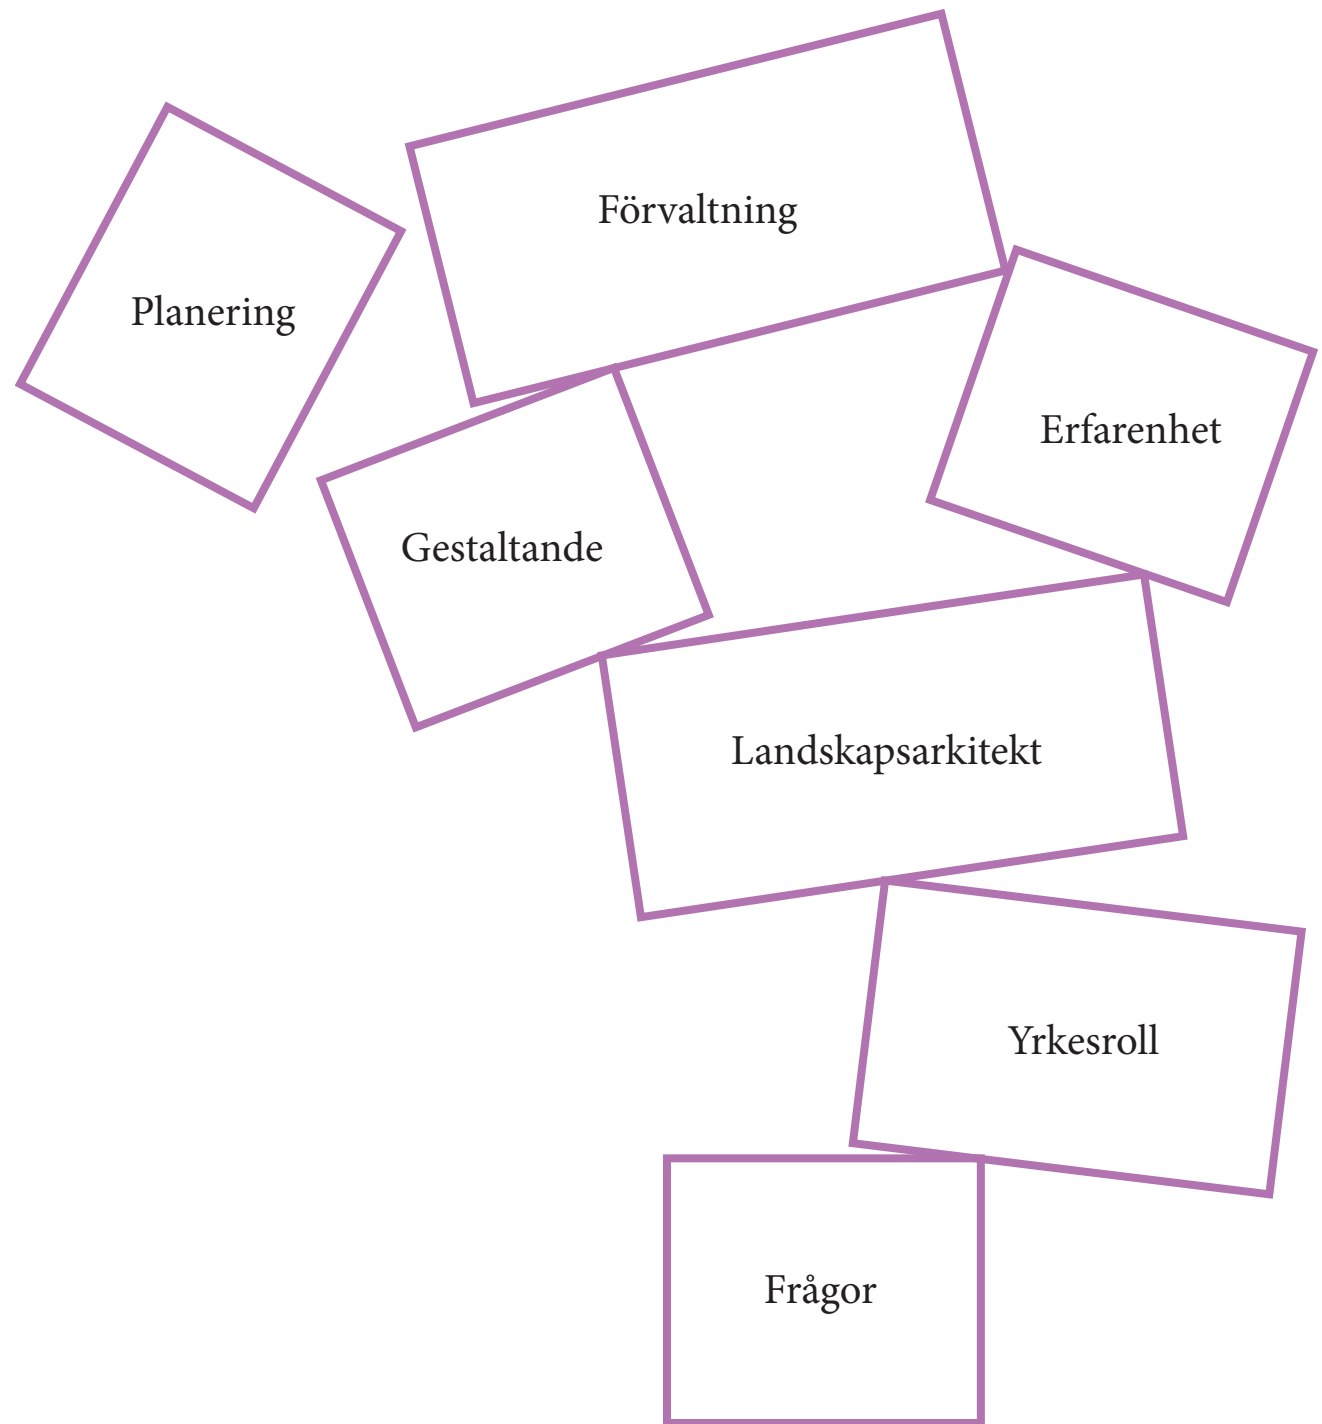 Förvaltning
Planering
Erfarenhet
Gestaltande
Landskapsarkitekt
Yrkesroll
Frågor